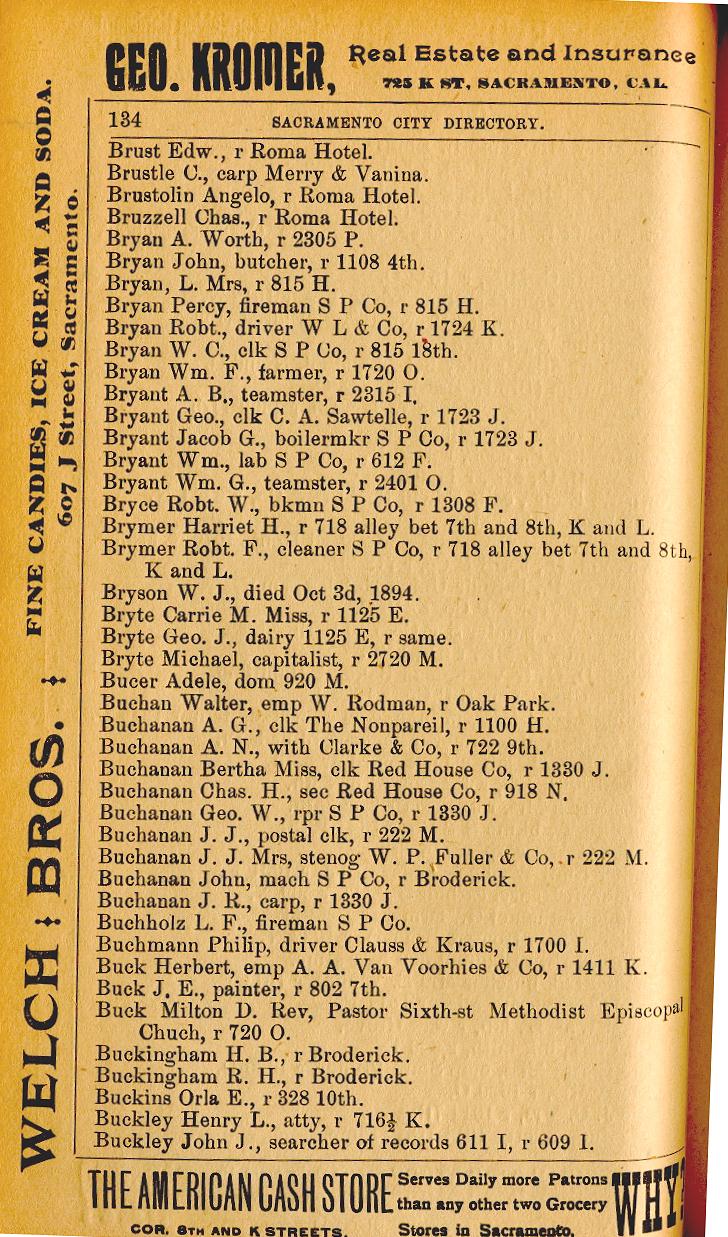 GEO. KROMER, Real Estate and Insurance
725 K ST, SACRAMENTO, CAL.
134 SACRAMENTO CITY DIRECTORY.
Brust Edw., r Roma Hotel.
Brustle C., carp Merry & Vanina.
Brustolin Angelo, r Roma Hotel.
Bruzzell Chas., r Roma Hotel.
Bryan A. Worth, r 2305 P.
Bryan John, butcher, r 1108 4th.
Bryan, L. Mrs, r 815 H.
Bryan Percy, fireman S P Co, r 815 H.
Bryan Robt., driver W L & Co, r 1724 K.
Bryan W. C., clk S P Co, r 815 18th.
Bryan Wm. F., farmer, r 1720 O.
Bryant A. B., teamster, r 2315 I.
Bryant Geo., clk C. A. Sawtelle, r 1723 J.
Bryant Jacob G., boilermkr S P Co, r 1723 J.
Bryant Wm., lab S P Co, r 612 F.
Bryant Wm. G., teamster, r 2401 O.
Bryce Robt. W., bkmn S P Co, r 1308 F.
Brymer Harriet H., r 718 alley bet 7th and 8th, K and L.
Brymer Robt. F., cleaner S P Co, r 718 alley bet 7th and 8th,
K and L.
Bryson W. J., died Oct 3d, 1894.
Bryte Carrie M. Miss, r 1125 E.
Bryte Geo. J., dairy 1125 E, r same.
Bryte Michael, capitalist, r 2720 M.
Bucer Adele, dom 920 M.
Buchan Walter, emp W. Rodman, r Oak Park.
Buchanan A. G., clk The Nonpareil, r 1100 H.
Buchanan A. N., with Clarke & Co, r 722 9th.
Buchanan Bertha Miss, clk Red House Co, r 1330 J.
Buchanan Chas. H., sec Red House Co, r 918 N.
Buchanan Geo. W., rpr S P Co, r 1330 J.
Buchanan J. J., postal clk, r 222 M.
Buchanan J. J. Mrs, stenog W. P. Fuller & Co, r 222 M.
Buchanan John, mach S P Co, r Broderick.
Buchanan J. R., carp, r 1330 J.
Buchholz L. F., fireman S P Co.
Buchmann Philip, driver Clauss & Kraus, r 1700 I.
Buck Herbert, emp A. A. Van Voorhies & Co, r 1411 K.
Buck J. E., painter, r 802 7th.
Buck Milton D. Rev, Pastor Sixth-st Methodist Episcopal
Chuch, r 720 O.
Buckingham H. B., r Broderick.
Buckingham R. H., r Broderick.
Buckins Orla E., r 328 10th.
Buckley Henry L., atty, r 716½ K.
Buckley John J., searcher of records 611 I, r 609 I.
WELCH : BROS. : FINE CANDIES, ICE CREAM AND SODA.
607 J Street, Sacramento.
THE AMERICAN CASH STORE Serves Daily more Patrons WHY?
than any other two Grocery
COR. 8TH AND K STREETS. Stores in Sacramento.